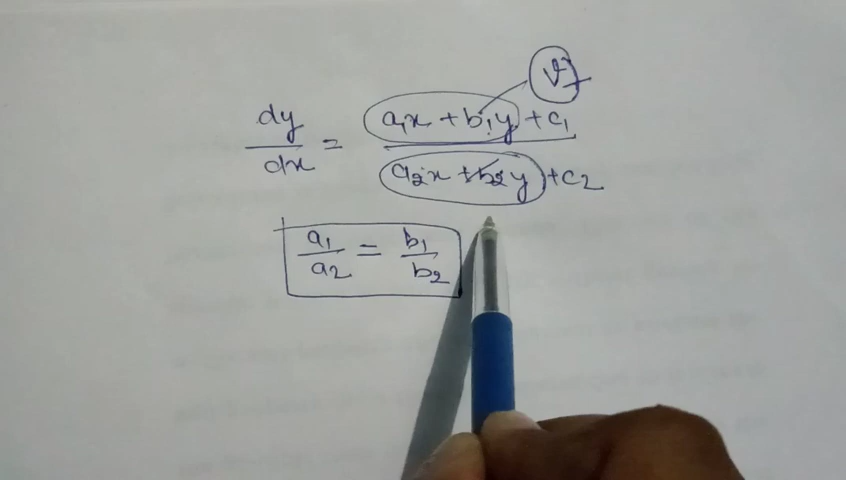 v
dy/dx = (a₁x + b₁y + c₁)/(a₂x + b₂y + c₂)
a₁/a₂ = b₁/b₂